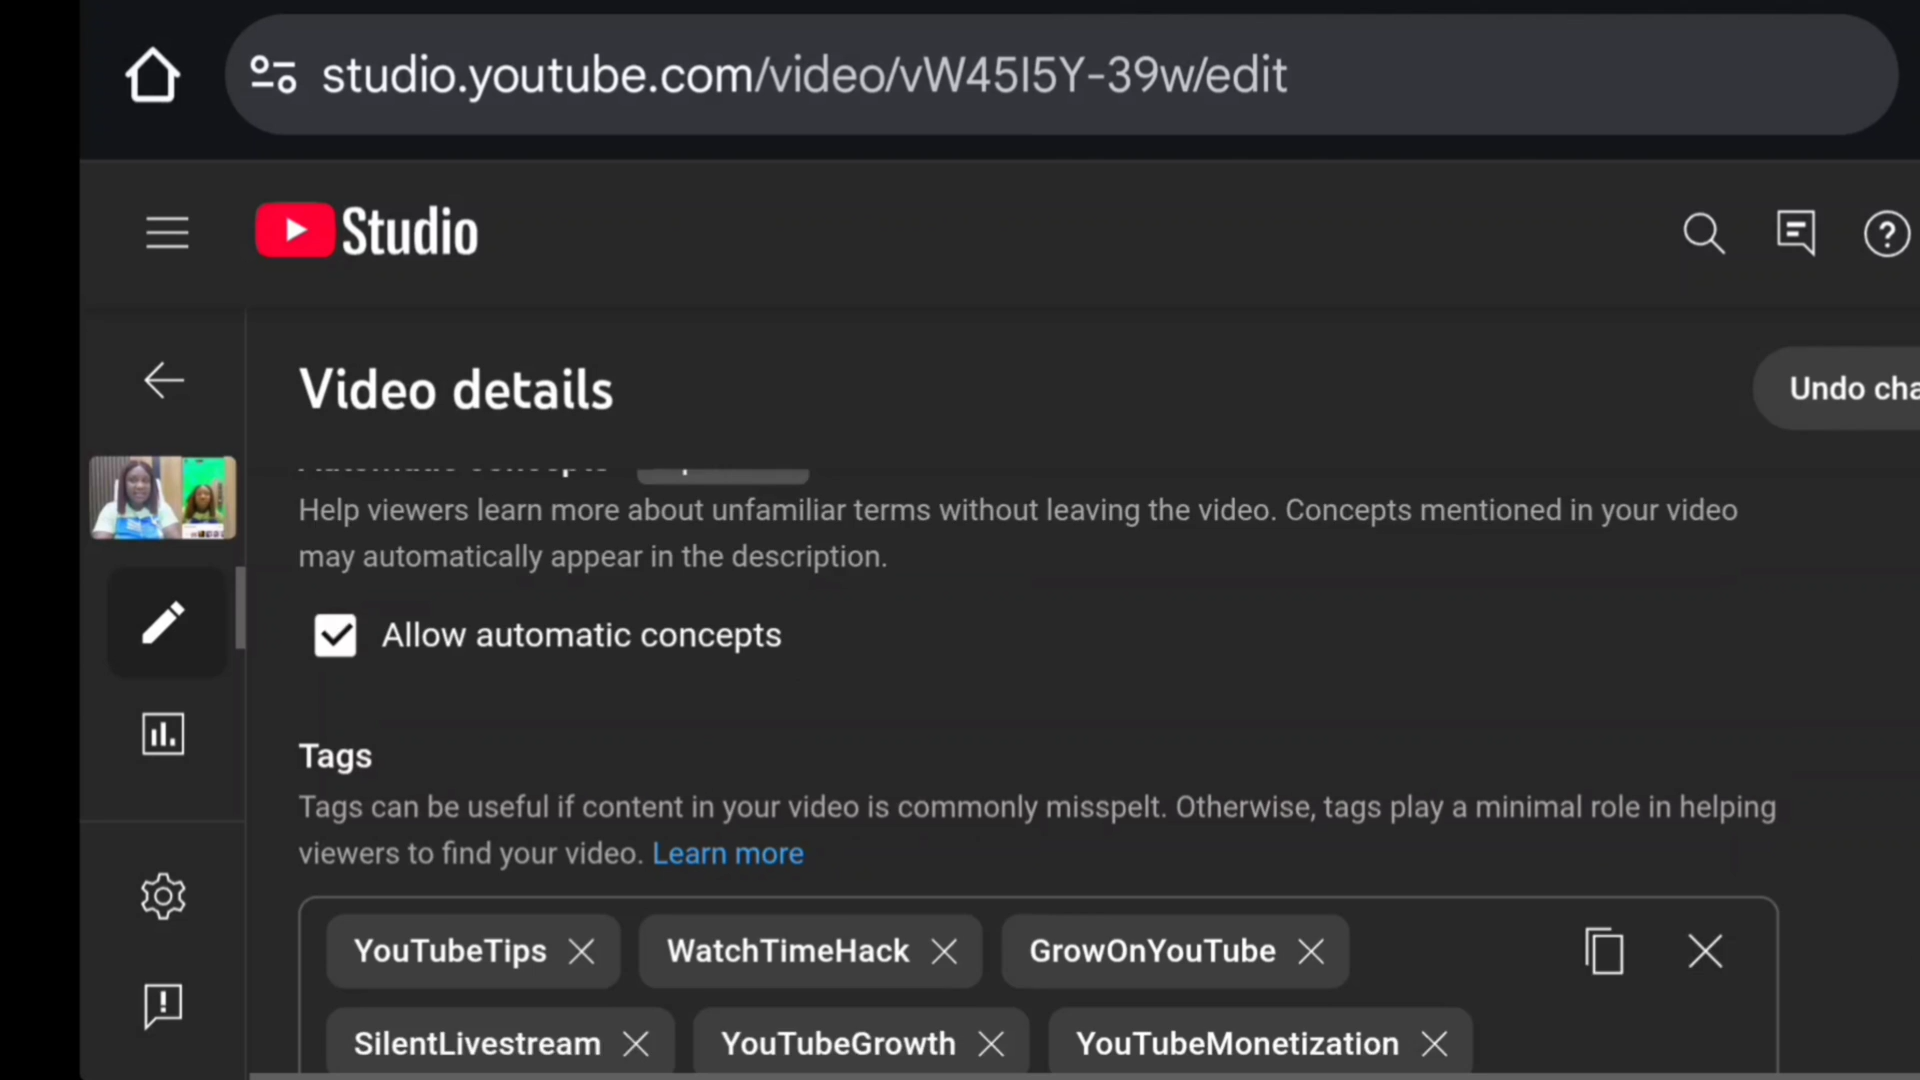 studio.youtube.com/video/vW45I5Y-39w/edit
Studio
Video details
Undo cha
Help viewers learn more about unfamiliar terms without leaving the video. Concepts mentioned in your video
may automatically appear in the description.
Allow automatic concepts
Tags
Tags can be useful if content in your video is commonly misspelt. Otherwise, tags play a minimal role in helping
viewers to find your video. Learn more
YouTubeTips
WatchTimeHack
GrowOnYouTube
SilentLivestream
YouTubeGrowth
YouTubeMonetization